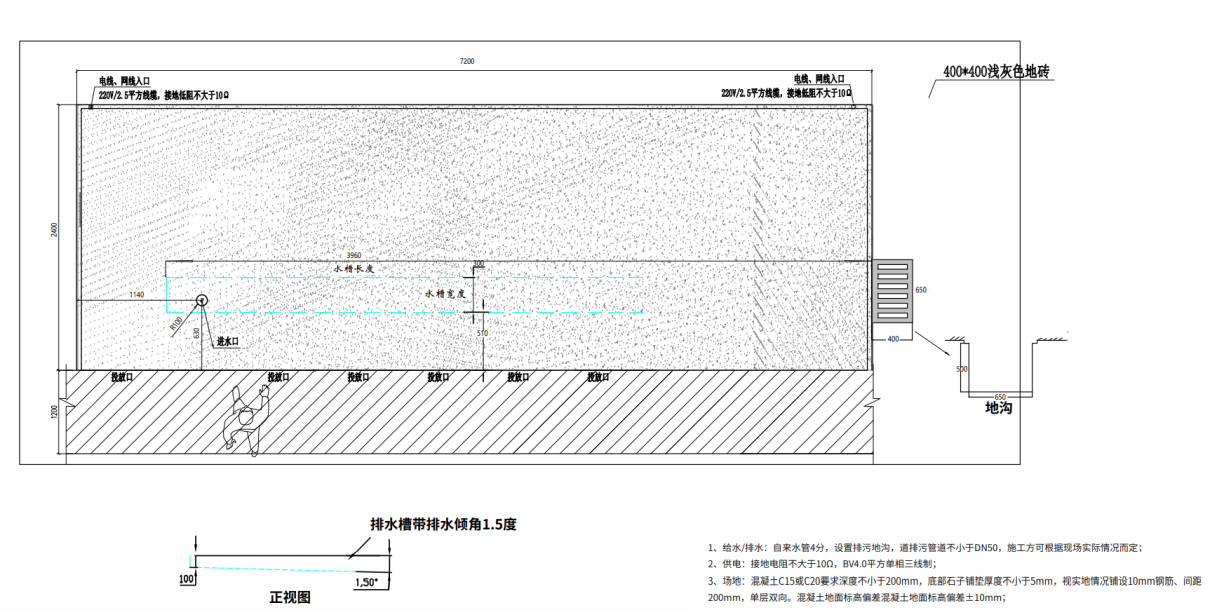 7200
电线、网线入口
220V/2.5平方线缆，接地低阻不大于10Ω
电线、网线入口
220V/2.5平方线缆，接地低阻不大于10Ω
400*400浅灰色地砖
2400
3960
水槽长度
300
水槽宽度
1140
R100
630
进水口
510
650
400
500
650
地沟
投放口
投放口
投放口
投放口
投放口
投放口
1200
排水槽带排水倾角1.5度
100
1,50°
正视图
1、给水/排水：自来水管4分，设置排污地沟，道排污管道不小于DN50，施工方可根据现场实际情况而定；
2、供电：接地电阻不大于10Ω，BV4.0平方单相三线制；
3、场地：混凝土C15或C20要求深度不小于200mm，底部石子铺垫厚度不小于5mm，视实地情况铺设10mm钢筋、间距
200mm，单层双向。混凝土地面标高偏差混凝土地面标高偏差±10mm；